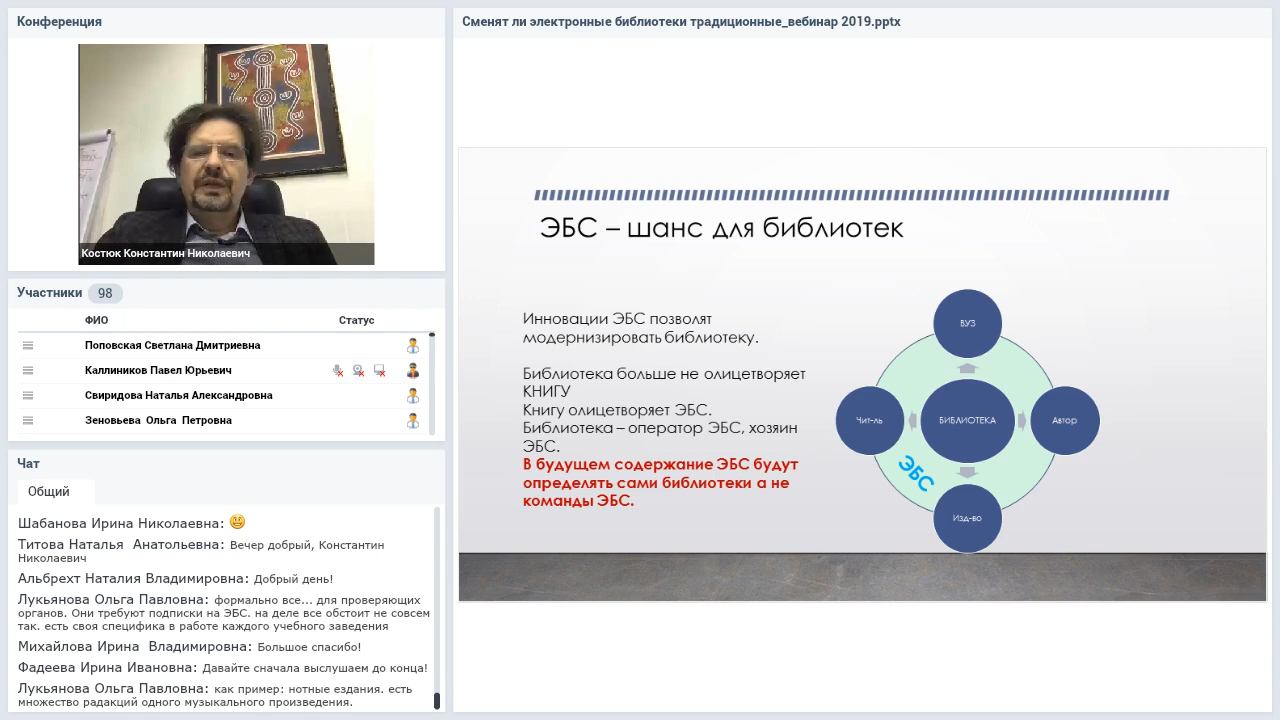 Конференция
Костюк Константин Николаевич
Участники 98
ФИО Статус
Поповская Светлана Дмитриевна
Каллиников Павел Юрьевич
Свиридова Наталья Александровна
Зеновьева Ольга Петровна
Чат
Общий
Шабанова Ирина Николаевна:
Титова Наталья Анатольевна: Вечер добрый, Константин
Николаевич
Альбрехт Наталия Владимировна: Добрый день!
Лукьянова Ольга Павловна: формально все... для проверяющих
органов. Они требуют подписки на ЭБС. на деле все обстоит не совсем
так. есть своя специфика в работе каждого учебного заведения
Михайлова Ирина Владимировна: Большое спасибо!
Фадеева Ирина Ивановна: Давайте сначала выслушаем до конца!
Лукьянова Ольга Павловна: как пример: нотные ездания. есть
множество радакций одного музыкального произведения.
Сменят ли электронные библиотеки традиционные_вебинар 2019.pptx
ЭБС – шанс для библиотек
Инновации ЭБС позволят
модернизировать библиотеку.
Библиотека больше не олицетворяет
КНИГУ
Книгу олицетворяет ЭБС.
Библиотека – оператор ЭБС, хозяин
ЭБС.
В будущем содержание ЭБС будут
определять сами библиотеки а не
команды ЭБС.
ВУЗ
Чит-ль
БИБЛИОТЕКА
Автор
ЭБС
Изд-во